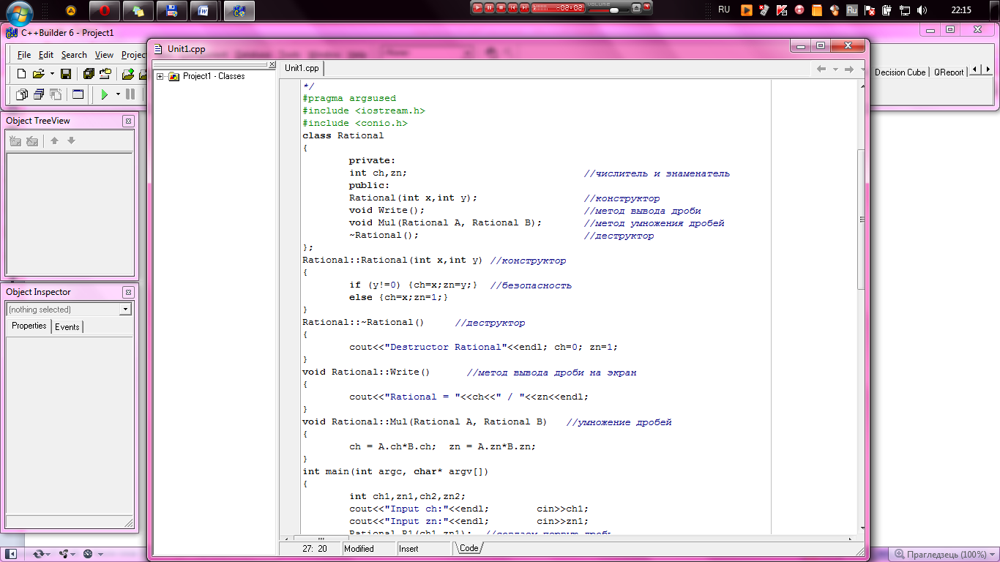 RU
Ru
22:15
-02:02
VOLUME
C++Builder 6 - Project1
File Edit Search View Projec
Decision Cube QReport
Object TreeView
Object Inspector
(nothing selected)
Properties Events
Unit1.cpp
Project1 - Classes
Unit1.cpp
*/
#pragma argsused
#include <iostream.h>
#include <conio.h>
class Rational
{
private:
int ch,zn; //числитель и знаменатель
public:
Rational(int x,int y); //конструктор
void Write(); //метод вывода дроби
void Mul(Rational A, Rational B); //метод умножения дробей
~Rational(); //деструктор
};
Rational::Rational(int x,int y) //конструктор
{
if (y!=0) {ch=x;zn=y;} //безопасность
else {ch=x;zn=1;}
}
Rational::~Rational() //деструктор
{
cout<<"Destructor Rational"<<endl; ch=0; zn=1;
}
void Rational::Write() //метод вывода дроби на экран
{
cout<<"Rational = "<<ch<<" / "<<zn<<endl;
}
void Rational::Mul(Rational A, Rational B) //умножение дробей
{
ch = A.ch*B.ch; zn = A.zn*B.zn;
}
int main(int argc, char* argv[])
{
int ch1,zn1,ch2,zn2;
cout<<"Input ch:"<<endl; cin>>ch1;
cout<<"Input zn:"<<endl; cin>>zn1;
Rational R1(ch1,zn1); //создаем первую дробь
27: 20 Modified Insert Code
Прагледзець (100%)